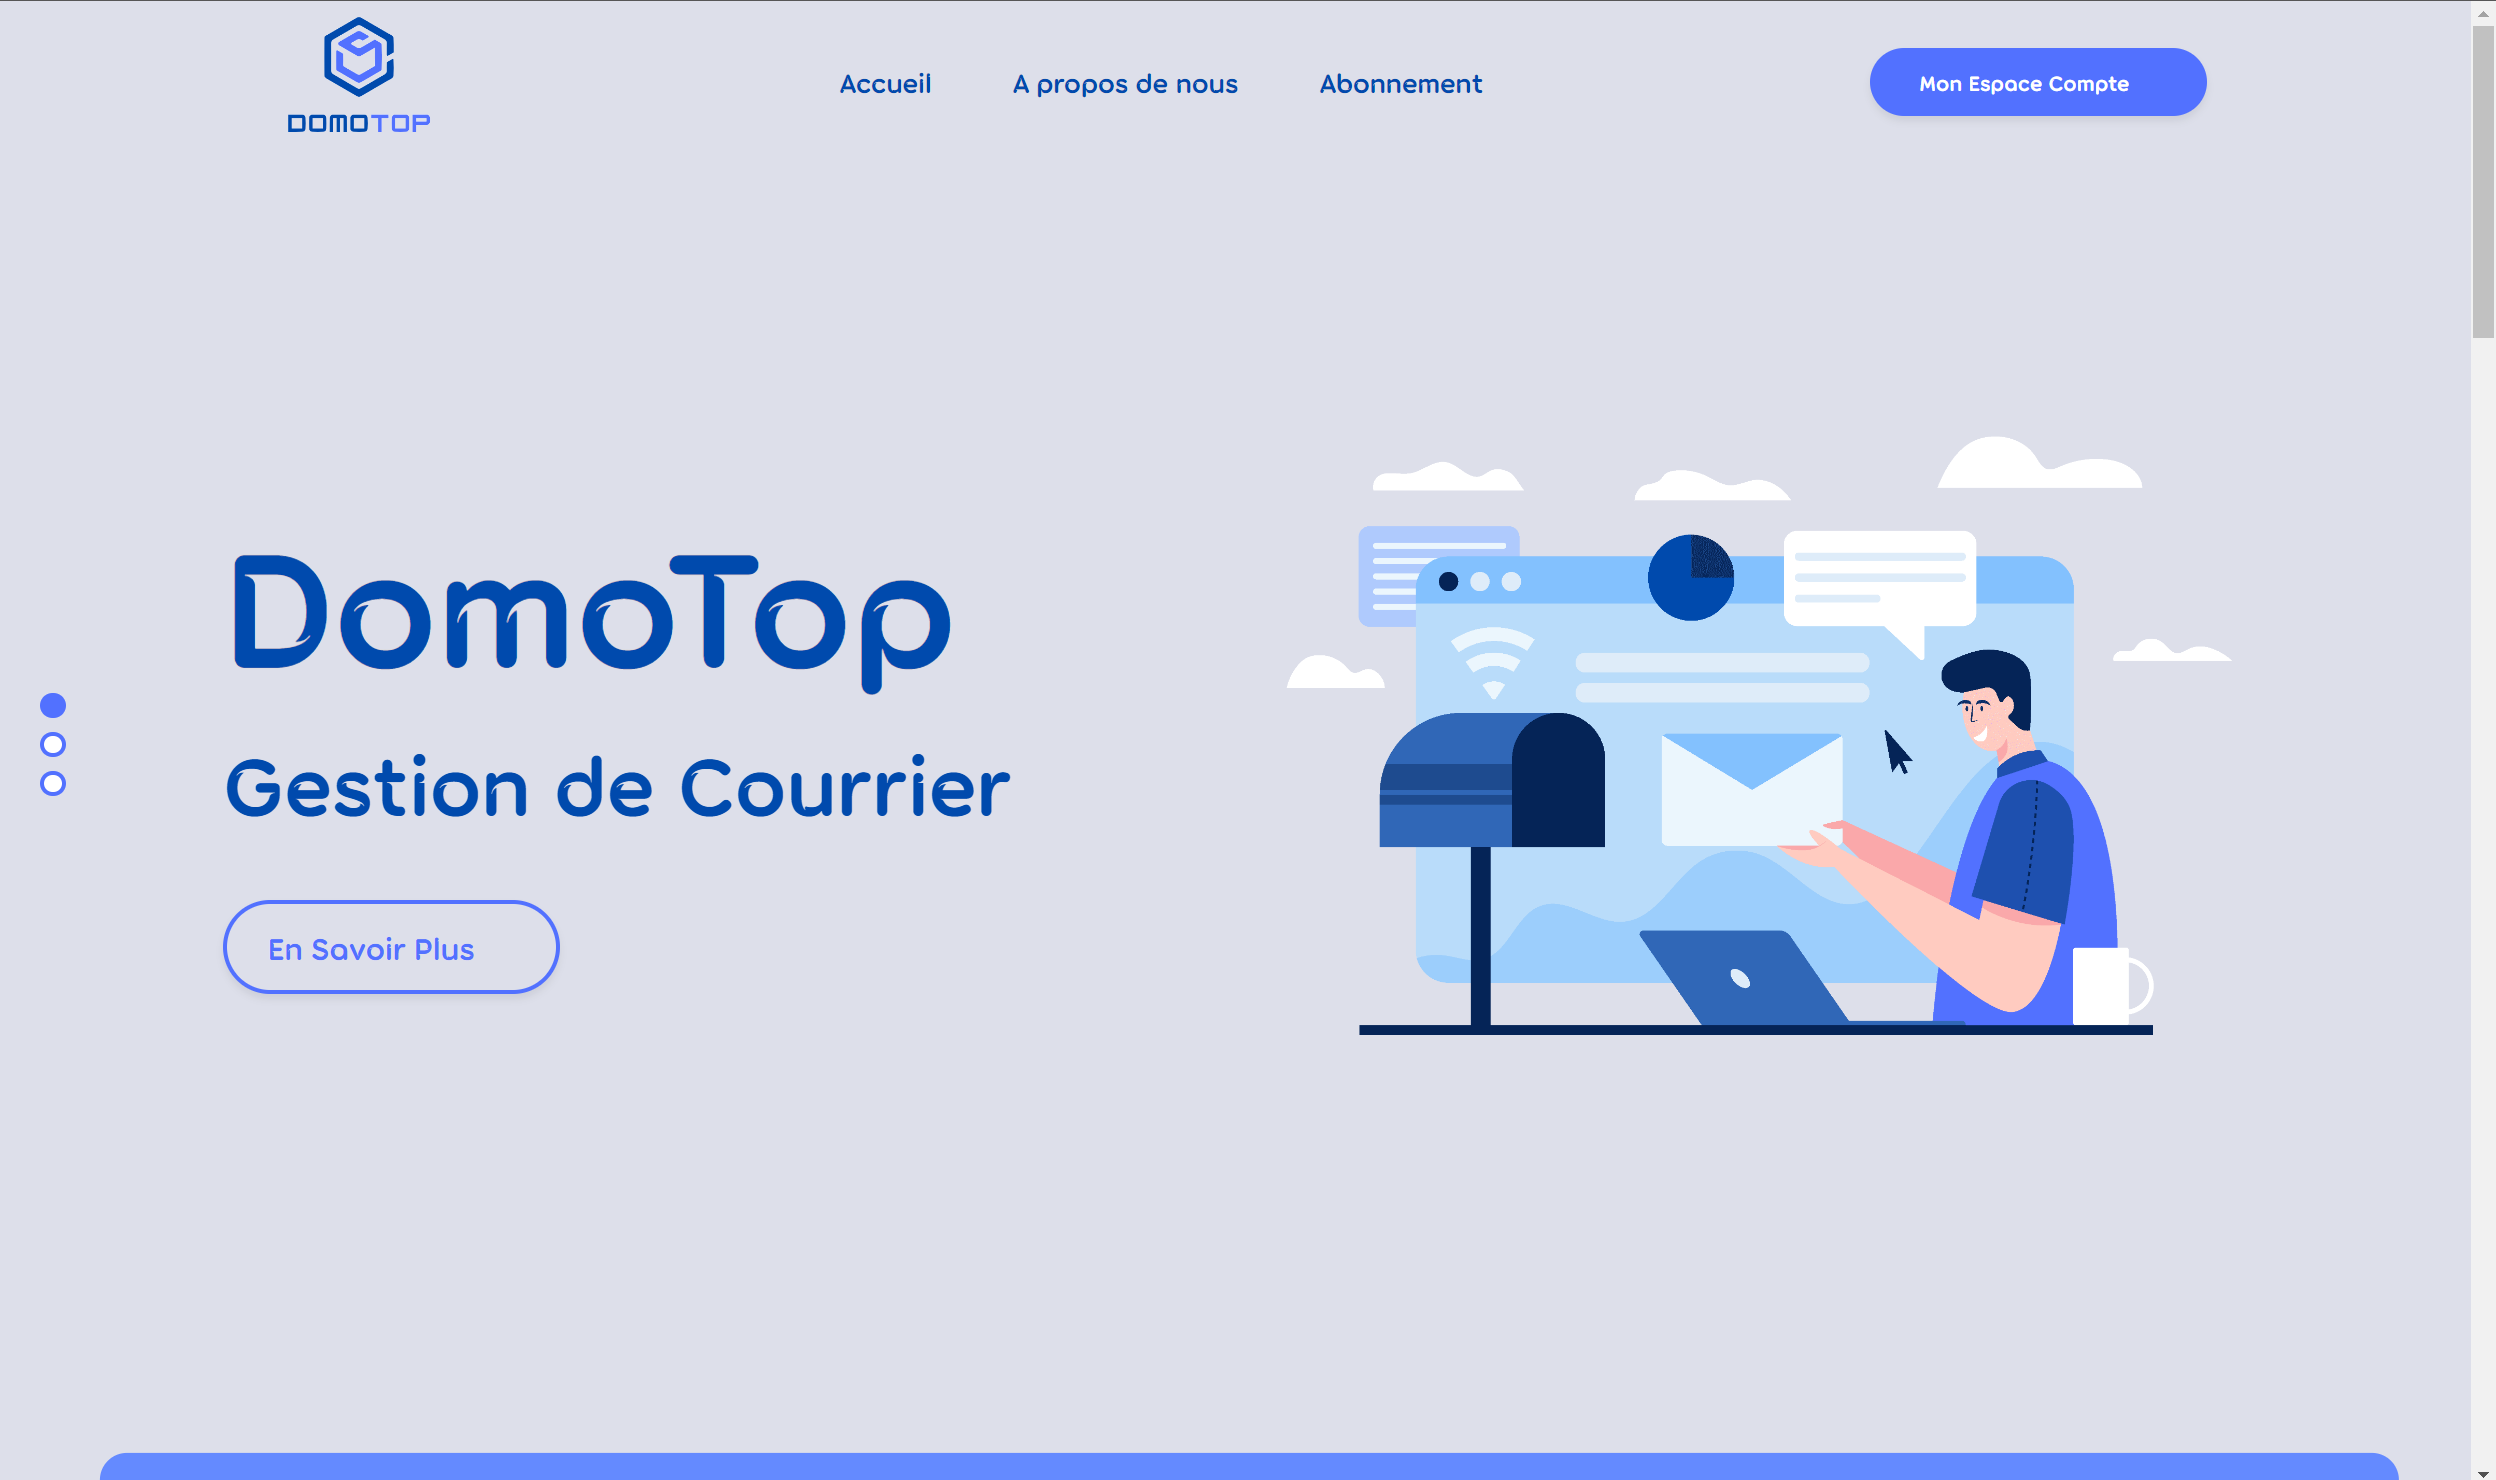 DOMOTOP
Accueil
A propos de nous
Abonnement
Mon Espace Compte
DomoTop
Gestion de Courrier
En Savoir Plus